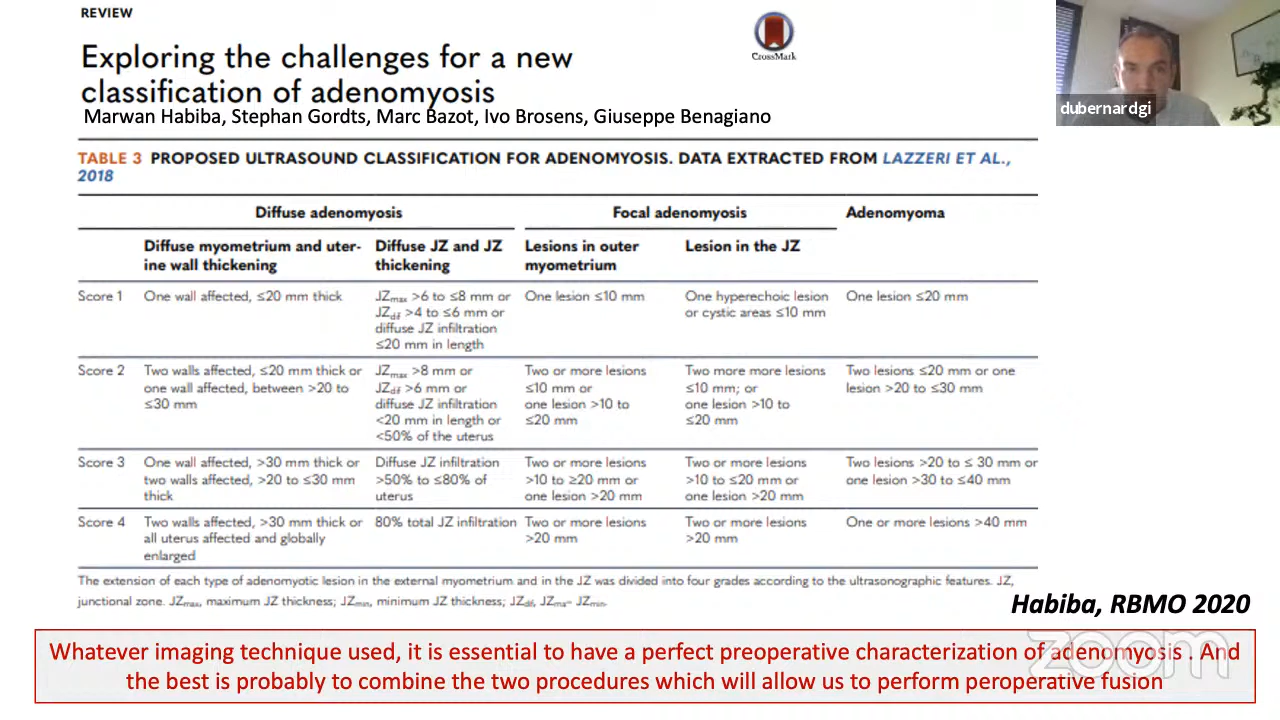 REVIEW
Exploring the challenges for a new
classification of adenomyosis
CrossMark
dubernardgi
Marwan Habiba, Stephan Gordts, Marc Bazot, Ivo Brosens, Giuseppe Benagiano
TABLE 3 PROPOSED ULTRASOUND CLASSIFICATION FOR ADENOMYOSIS. DATA EXTRACTED FROM LAZZERI ET AL.,
2018
Diffuse adenomyosis Focal adenomyosis Adenomyoma
Diffuse myometrium and uter- Diffuse JZ and JZ Lesions in outer Lesion in the JZ
ine wall thickening thickening myometrium
Score 1 One wall affected, ≤20 mm thick JZmax >6 to ≤8 mm or One lesion ≤10 mm One hyperechoic lesion One lesion ≤20 mm
JZdif >4 to ≤6 mm or or cystic areas ≤10 mm
diffuse JZ infiltration
≤20 mm in length
Score 2 Two walls affected, ≤20 mm thick or JZmax >8 mm or Two or more lesions Two more more lesions Two lesions ≤20 mm or one
one wall affected, between >20 to JZdif >6 mm or ≤10 mm or ≤10 mm; or lesion >20 to ≤30 mm
≤30 mm diffuse JZ infiltration one lesion >10 to one lesion >10 to
<20 mm in length or ≤20 mm ≤20 mm
<50% of the uterus
Score 3 One wall affected, >30 mm thick or Diffuse JZ infiltration Two or more lesions Two or more lesions Two lesions >20 to ≤ 30 mm or
two walls affected, >20 to ≤30 mm >50% to ≤80% of >10 to ≥20 mm or >10 to ≤20 mm or one lesion >30 to ≤40 mm
thick uterus one lesion >20 mm one lesion >20 mm
Score 4 Two walls affected, >30 mm thick or 80% total JZ infiltration Two or more lesions Two or more lesions One or more lesions >40 mm
all uterus affected and globally >20 mm >20 mm
enlarged
The extension of each type of adenomyotic lesion in the external myometrium and in the JZ was divided into four grades according to the ultrasonographic features. JZ,
junctional zone. JZmax, maximum JZ thickness; JZmin, minimum JZ thickness; JZdif, JZma– JZmin.
Habiba, RBMO 2020
zoom
Whatever imaging technique used, it is essential to have a perfect preoperative characterization of adenomyosis . And
the best is probably to combine the two procedures which will allow us to perform peroperative fusion